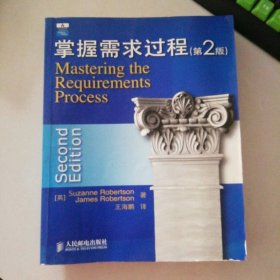 掌握需求过程(第2版)
Mastering the
Requirements
Process
Second
Edition
[英] Suzanne Robertson
James Robertson 著
王海鹏 译
人民邮电出版社